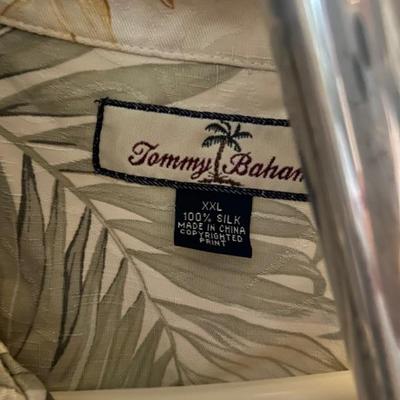 Tommy Baham
XXL
100% SILK
MADE IN CHINA
COPYRIGHTED
PRINT